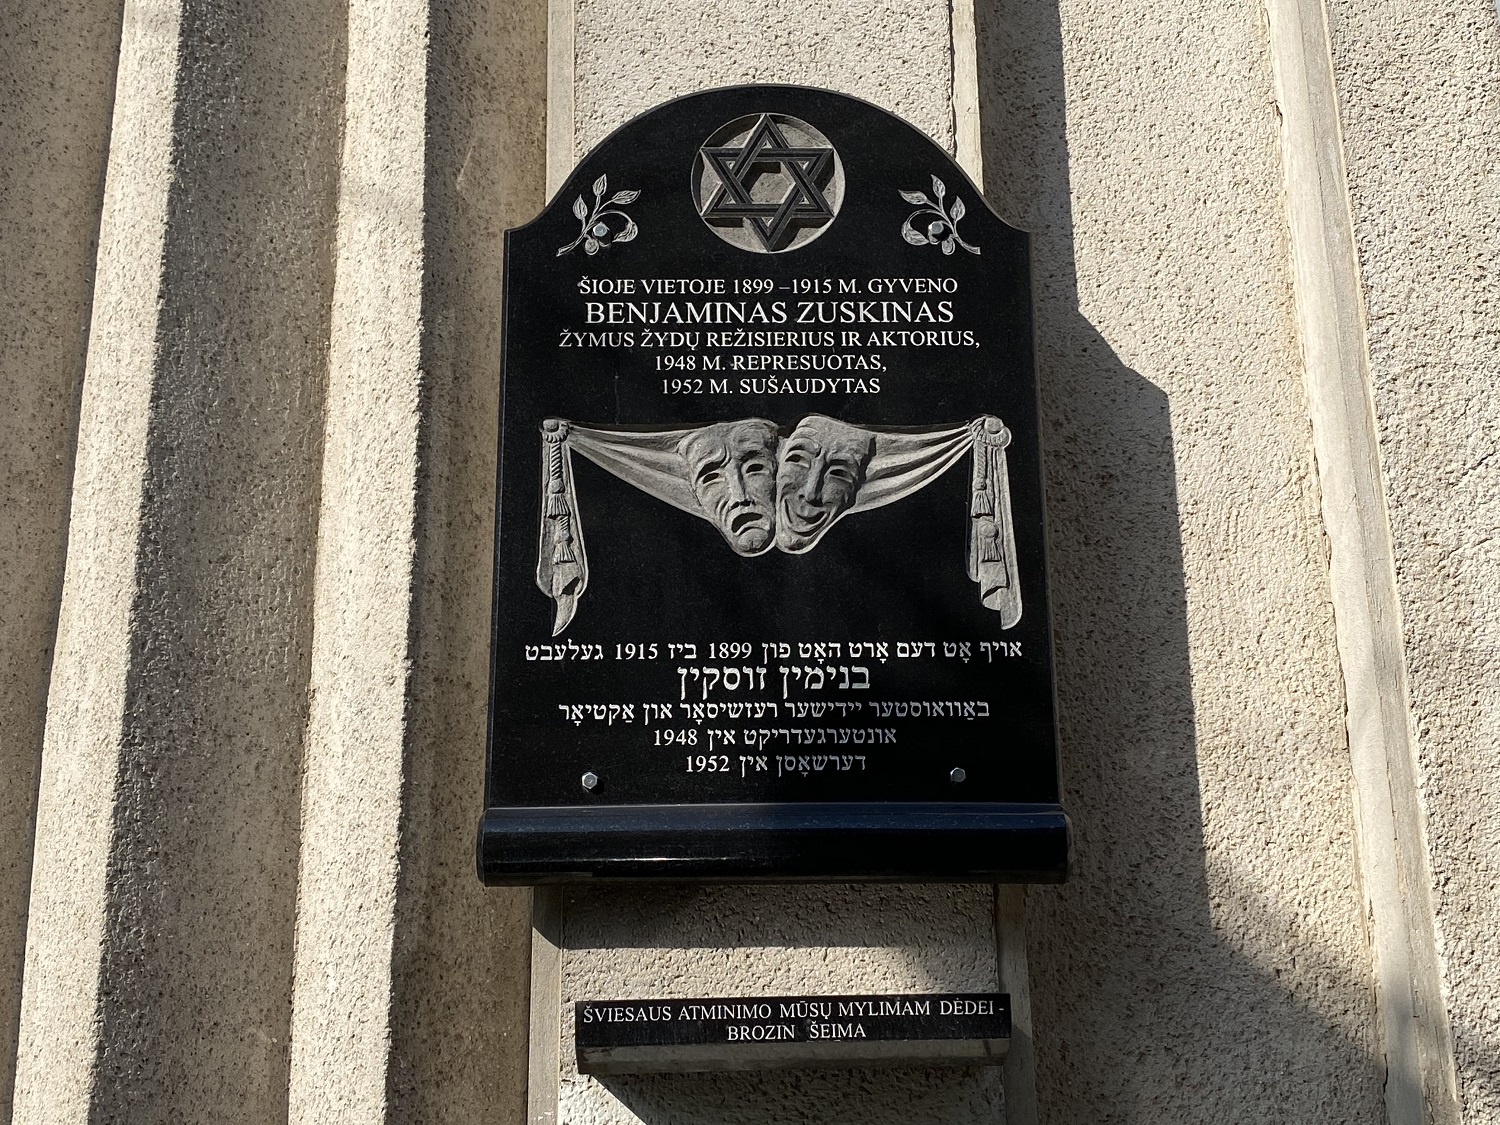 ŠIOJE VIETOJE 1899 –1915 M. GYVENO
BENJAMINAS ZUSKINAS
ŽYMUS ŽYDŲ REŽISIERIUS IR AKTORIUS,
1948 M. REPRESUOTAS,
1952 M. SUŠAUDYTAS
אויף אָט דעם אָרט האָט פון 1899 ביז 1915 געלעבט
בנימין זוסקין
באַוואוסטער יידישער רעזשיסאָר און אַקטיאָר
אונטערגעדריקט אין 1948
דערשאָסן אין 1952
ŠVIESAUS ATMINIMO MŪSŲ MYLIMAM DĖDEI -
BROZIN ŠEIMA